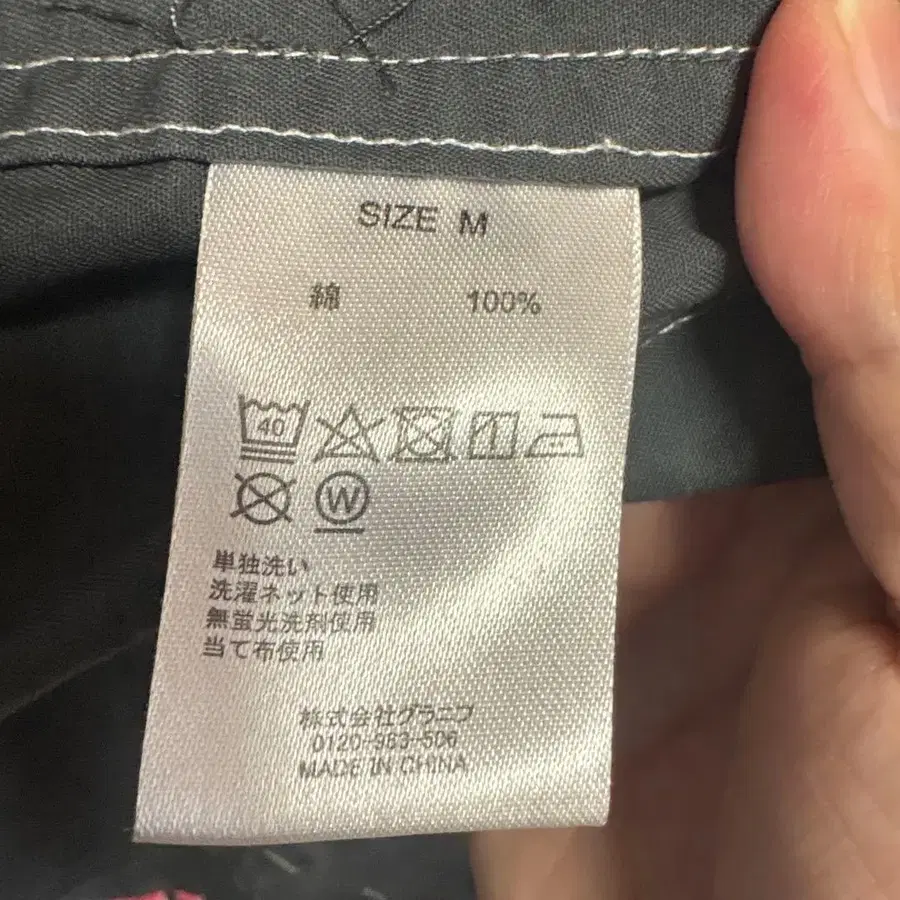 SIZE M
綿 100%
40
W
単独洗い
洗濯ネット使用
無蛍光洗剤使用
当て布使用
株式会社グラニフ
0120-983-506
MADE IN CHINA